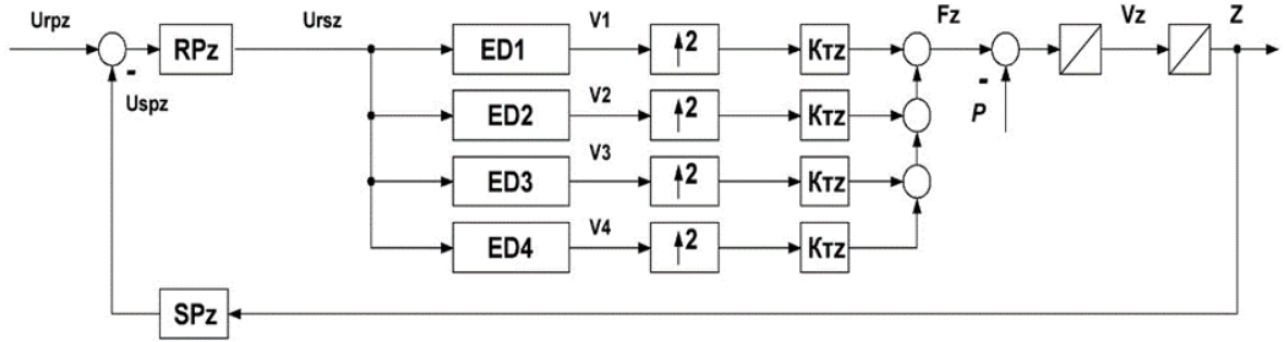 Urpz
RPz
Ursz
ED1
V1
2
Kтz
Fz
Vz
Z
-
Uspz
ED2
V2
2
Kтz
-
P
ED3
V3
2
Kтz
ED4
V4
2
Kтz
SPz